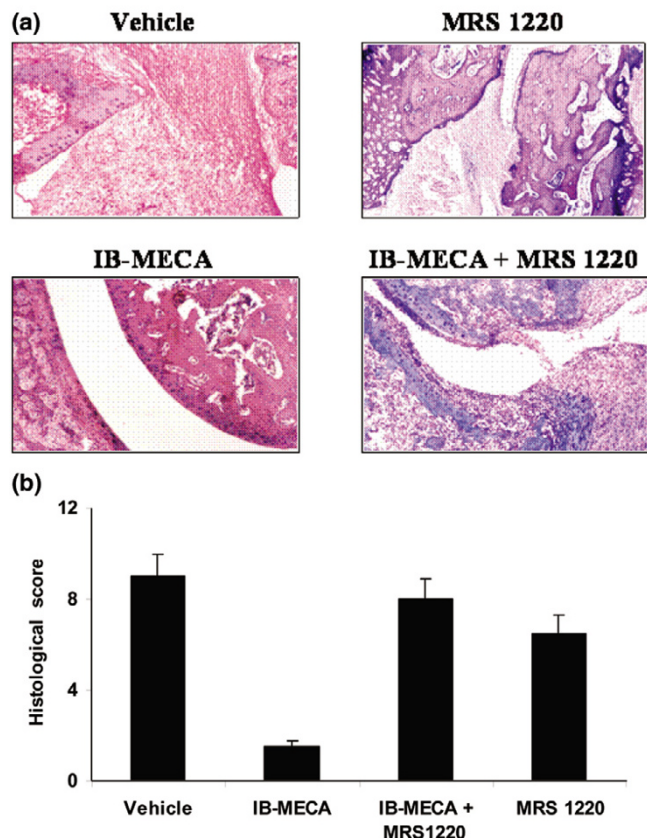 (a)
Vehicle
MRS 1220
IB-MECA
IB-MECA + MRS 1220
(b)
12
8
4
0
Histological score
Vehicle
IB-MECA
IB-MECA +
MRS1220
MRS 1220